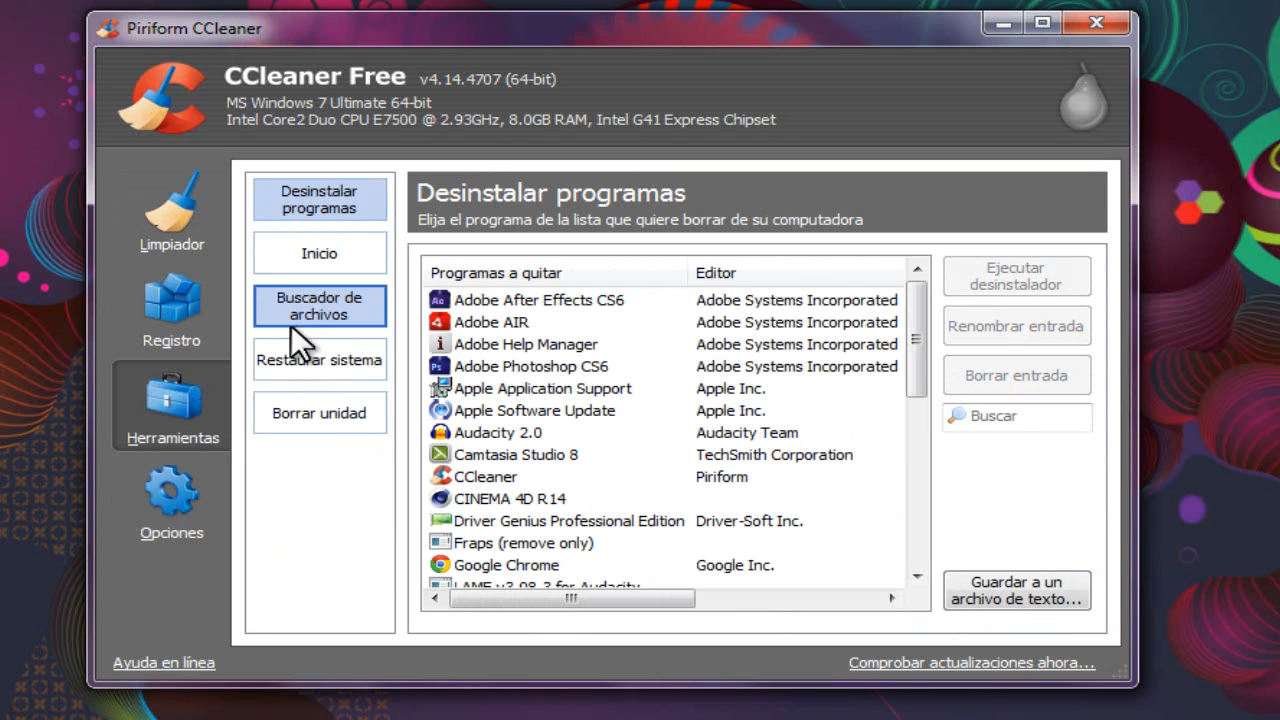 Piriform CCleaner
CCleaner Free v4.14.4707 (64-bit)
MS Windows 7 Ultimate 64-bit
Intel Core2 Duo CPU E7500 @ 2.93GHz, 8.0GB RAM, Intel G41 Express Chipset
Limpiador
Registro
Herramientas
Opciones
Desinstalar
programas
Inicio
Buscador de
archivos
Restaurar sistema
Borrar unidad
Desinstalar programas
Elija el programa de la lista que quiere borrar de su computadora
Programas a quitar Editor
Adobe After Effects CS6 Adobe Systems Incorporated
Adobe AIR Adobe Systems Incorporated
Adobe Help Manager Adobe Systems Incorporated
Adobe Photoshop CS6 Adobe Systems Incorporated
Apple Application Support Apple Inc.
Apple Software Update Apple Inc.
Audacity 2.0 Audacity Team
Camtasia Studio 8 TechSmith Corporation
CCleaner Piriform
CINEMA 4D R14
Driver Genius Professional Edition Driver-Soft Inc.
Fraps (remove only)
Google Chrome Google Inc.
LAME v3.98.3 for Audacity
Ejecutar
desinstalador
Renombrar entrada
Borrar entrada
Buscar
Guardar a un
archivo de texto...
Ayuda en línea
Comprobar actualizaciones ahora...